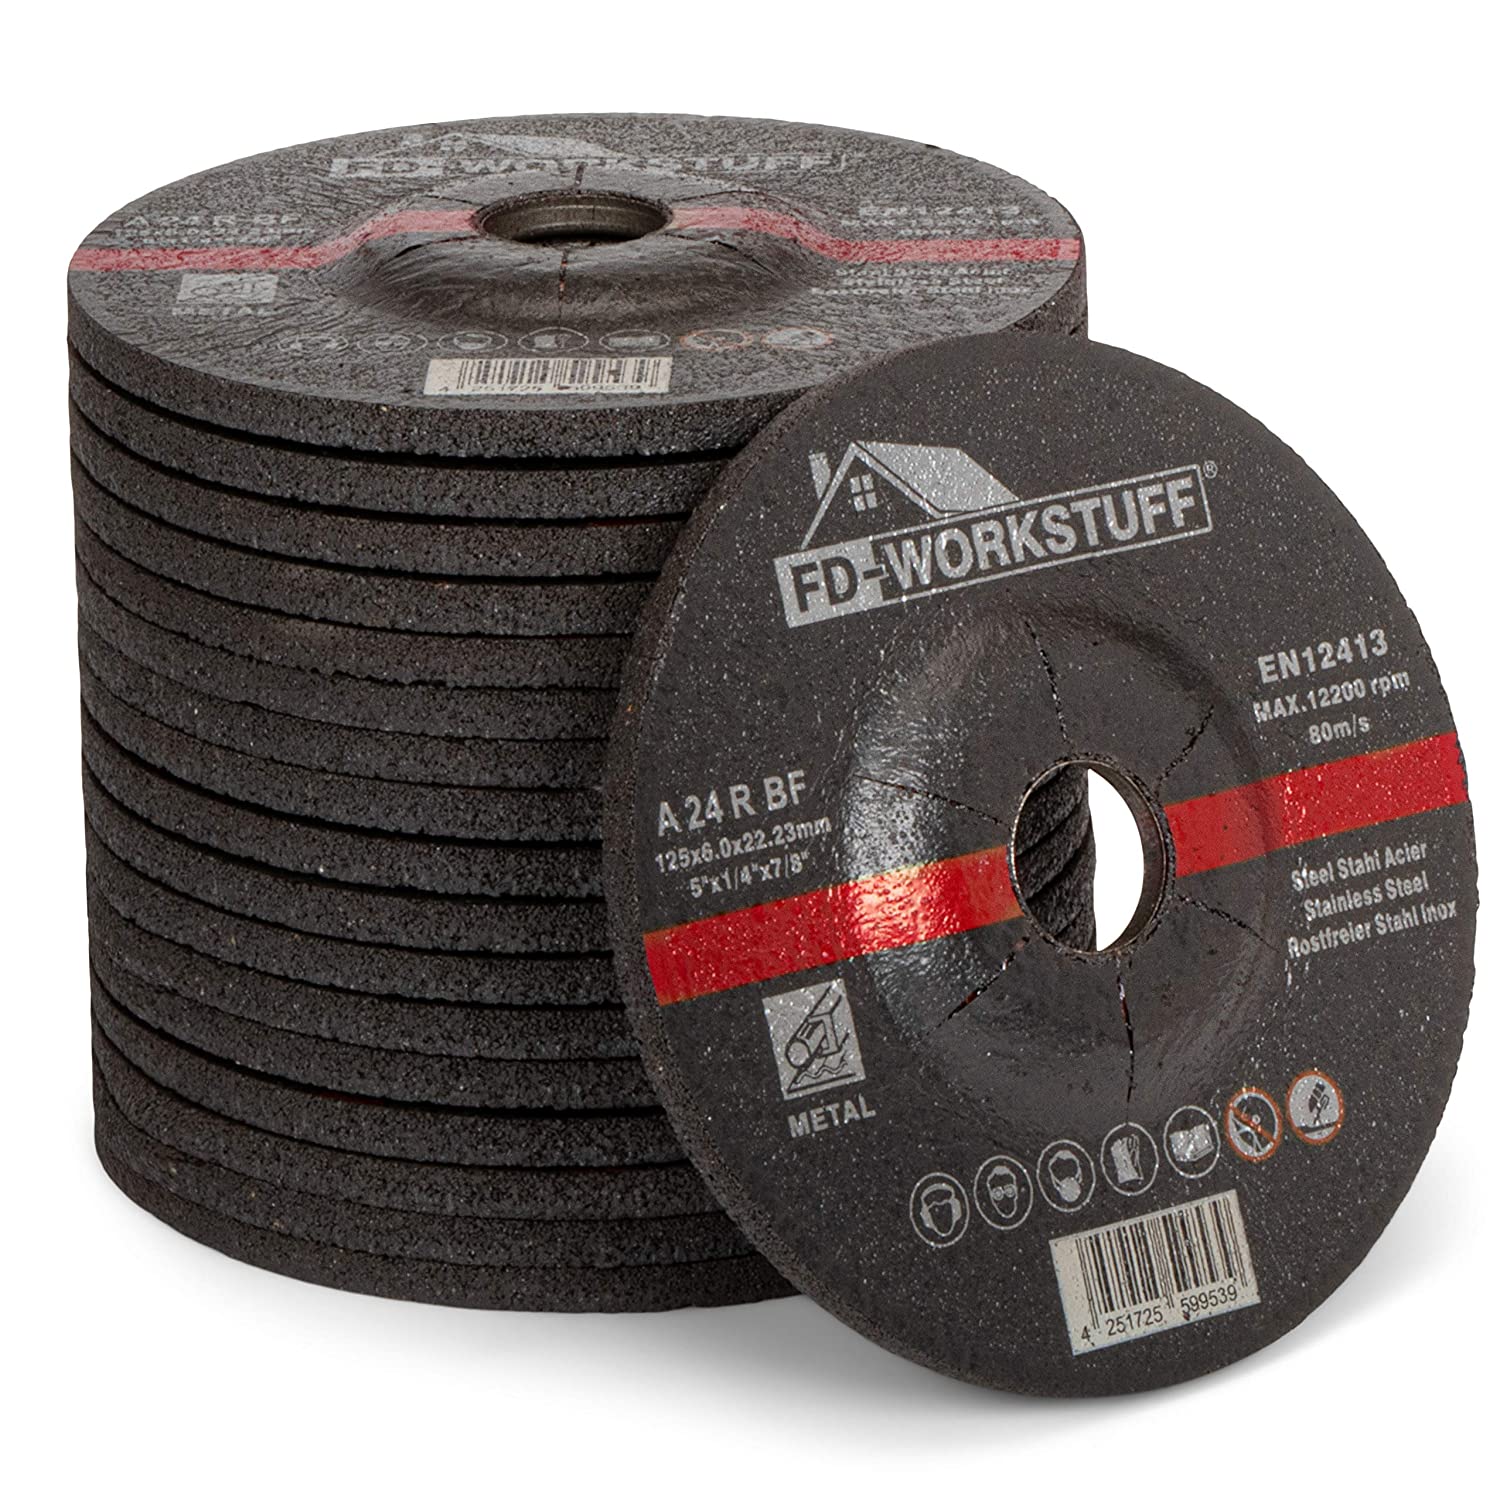 FD-WORKSTUFF
A 24 R BF
EN12413
METAL
FD-WORKSTUFF®
EN12413
MAX.12200 rpm
80m/s
A 24 R BF
125x6.0x22.23mm
5"x1/4"x7/8"
Steel Stahl Acier
Stainless Steel
Rostfreier Stahl Inox
METAL
4 251725 599539